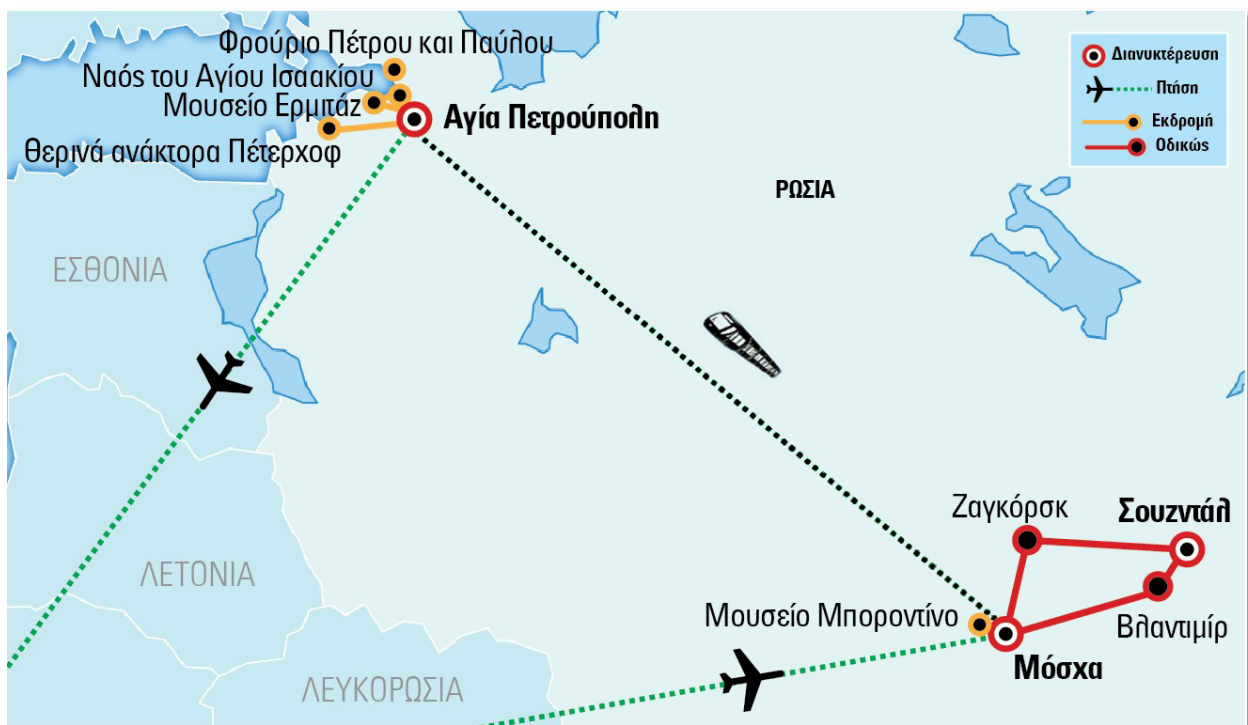 Φρούριο Πέτρου και Παύλου
Ναός του Αγίου Ισαακίου
Μουσείο Ερμιτάζ
Αγία Πετρούπολη
Θερινά ανάκτορα Πέτερχοφ
Διανυκτέρευση
Πτήση
Εκδρομή
Οδικώς
ΡΩΣΙΑ
ΕΣΘΟΝΙΑ
ΛΕΤΟΝΙΑ
ΛΕΥΚΟΡΩΣΙΑ
Ζαγκόρσκ
Σουζντάλ
Μουσείο Μποροντίνο
Βλαντιμίρ
Μόσχα